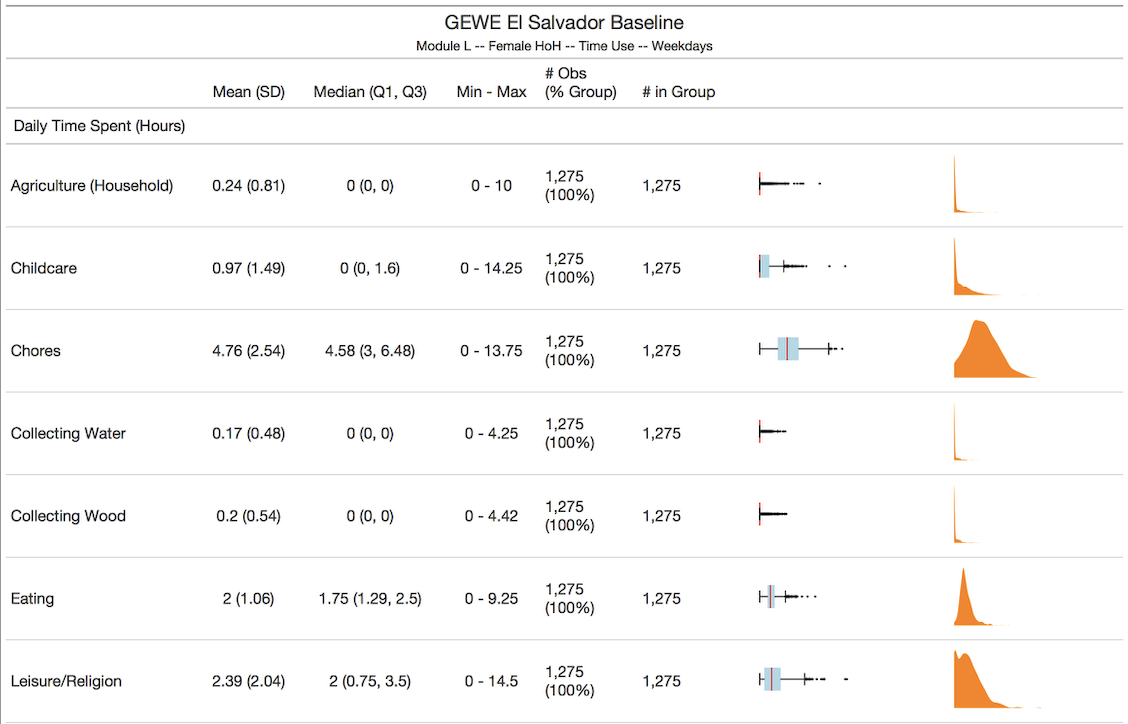 GEWE El Salvador Baseline
Module L -- Female HoH -- Time Use -- Weekdays
Mean (SD) Median (Q1, Q3) Min - Max # Obs (% Group) # in Group
Daily Time Spent (Hours)
Agriculture (Household) 0.24 (0.81) 0 (0, 0) 0 - 10 1,275 (100%) 1,275
Childcare 0.97 (1.49) 0 (0, 1.6) 0 - 14.25 1,275 (100%) 1,275
Chores 4.76 (2.54) 4.58 (3, 6.48) 0 - 13.75 1,275 (100%) 1,275
Collecting Water 0.17 (0.48) 0 (0, 0) 0 - 4.25 1,275 (100%) 1,275
Collecting Wood 0.2 (0.54) 0 (0, 0) 0 - 4.42 1,275 (100%) 1,275
Eating 2 (1.06) 1.75 (1.29, 2.5) 0 - 9.25 1,275 (100%) 1,275
Leisure/Religion 2.39 (2.04) 2 (0.75, 3.5) 0 - 14.5 1,275 (100%) 1,275